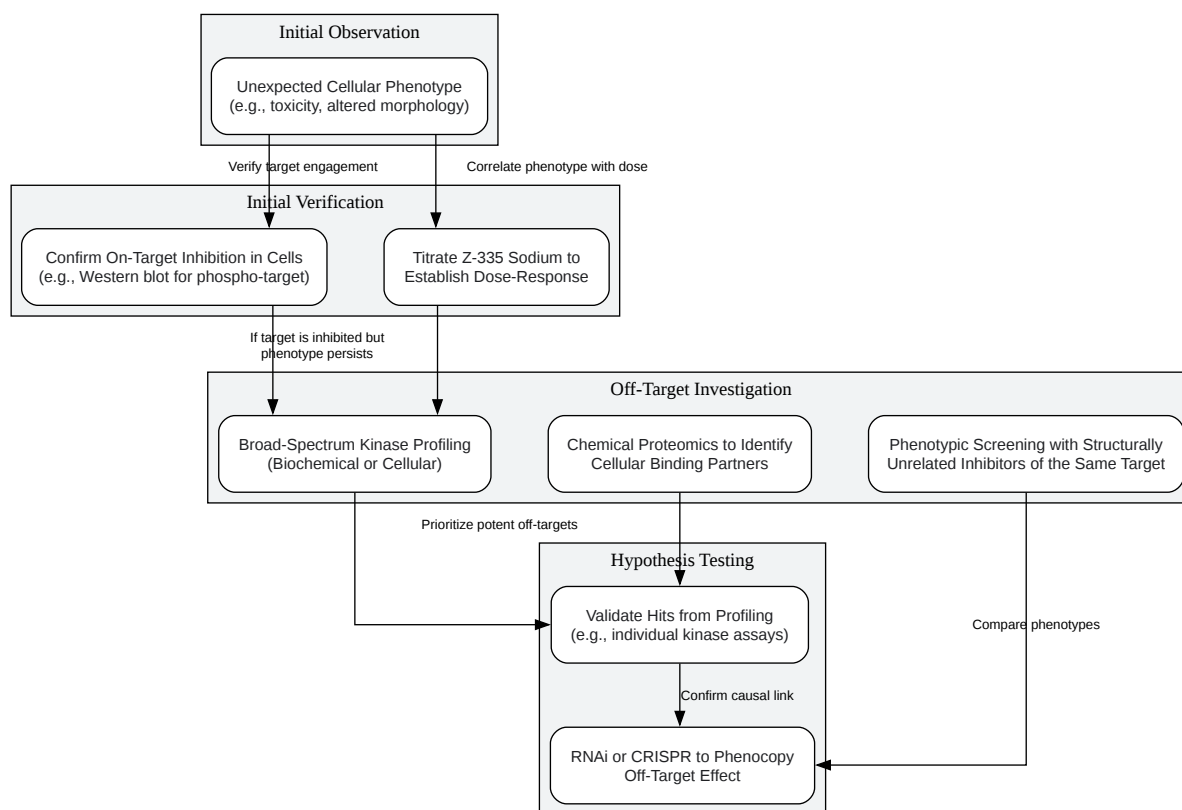 Initial Observation
Unexpected Cellular Phenotype
(e.g., toxicity, altered morphology)
Verify target engagement
Correlate phenotype with dose
Initial Verification
Confirm On-Target Inhibition in Cells
(e.g., Western blot for phospho-target)
Titrate Z-335 Sodium to
Establish Dose-Response
If target is inhibited but
phenotype persists
Off-Target Investigation
Broad-Spectrum Kinase Profiling
(Biochemical or Cellular)
Chemical Proteomics to Identify
Cellular Binding Partners
Phenotypic Screening with Structurally
Unrelated Inhibitors of the Same Target
Prioritize potent off-targets
Hypothesis Testing
Validate Hits from Profiling
(e.g., individual kinase assays)
Compare phenotypes
Confirm causal link
RNAi or CRISPR to Phenocopy
Off-Target Effect